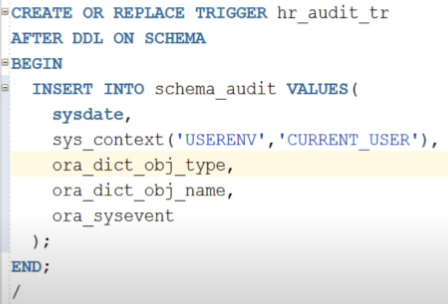 CREATE OR REPLACE TRIGGER hr_audit_tr
AFTER DDL ON SCHEMA
BEGIN
INSERT INTO schema_audit VALUES(
sysdate,
sys_context('USERENV','CURRENT_USER'),
ora_dict_obj_type,
ora_dict_obj_name,
ora_sysevent
);
END;
/